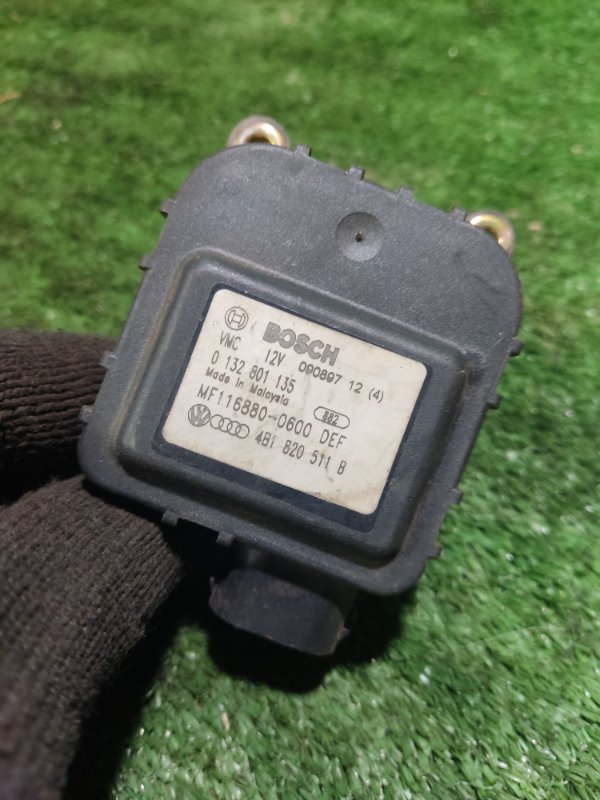 BOSCH
VMC 12V 090897 12 (4)
0 132 801 135
Made in Malaysia
882
MF116880-0600 DEF
4B1 820 511 B